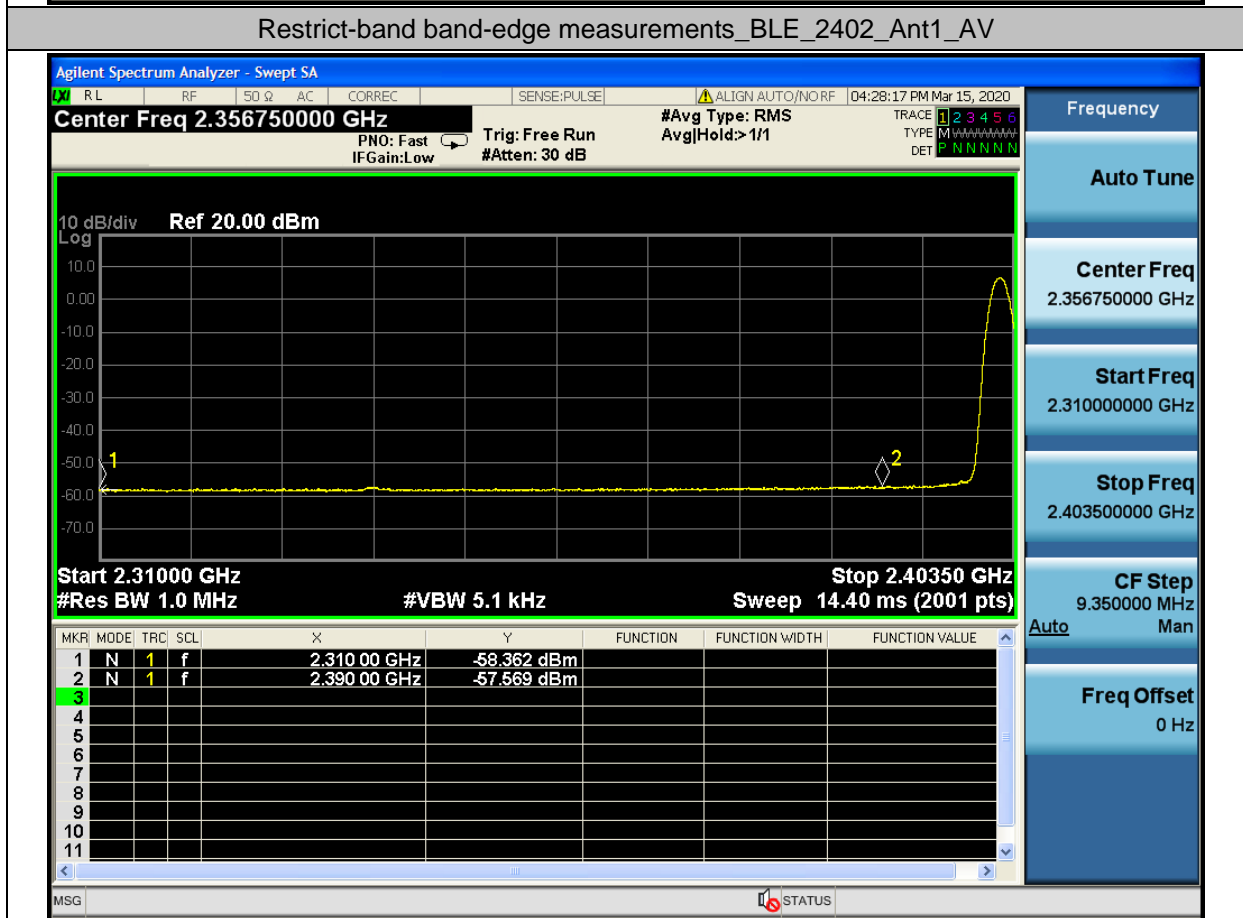 Restrict-band band-edge measurements_BLE_2402_Ant1_AV
Agilent Spectrum Analyzer - Swept SA
LXI RL RF 50 Ω AC CORREC SENSE:PULSE ALIGN AUTO/NO RF 04:28:17 PM Mar 15, 2020
Center Freq 2.356750000 GHz
PNO: Fast
IFGain:Low
Trig: Free Run
#Atten: 30 dB
#Avg Type: RMS
Avg|Hold:>1/1
TRACE 1 2 3 4 5 6
TYPE M WWWWW
DET P N N N N N
10 dB/div Ref 20.00 dBm
Log
10.0
0.00
-10.0
-20.0
-30.0
-40.0
-50.0
-60.0
-70.0
1
2
Start 2.31000 GHz Stop 2.40350 GHz
#Res BW 1.0 MHz #VBW 5.1 kHz Sweep 14.40 ms (2001 pts)
MKR MODE TRC SCL X Y FUNCTION FUNCTION WIDTH FUNCTION VALUE
1 N 1 f 2.310 00 GHz -58.362 dBm
2 N 1 f 2.390 00 GHz -57.569 dBm
3
4
5
6
7
8
9
10
11
MSG STATUS
Frequency
Auto Tune
Center Freq
2.356750000 GHz
Start Freq
2.310000000 GHz
Stop Freq
2.403500000 GHz
CF Step
9.350000 MHz
Auto Man
Freq Offset
0 Hz